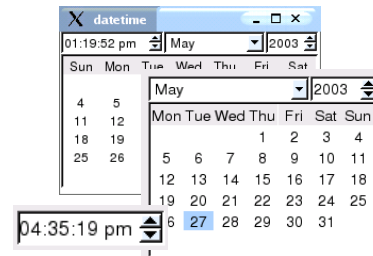 X datetime
01:19:52 pm May 2003
Sun Mon Tue Wed Thu Fri Sat
4 5
11 12
18 19
25 26
May 2003
Mon Tue Wed Thu Fri Sat Sun
1 2 3 4
5 6 7 8 9 10 11
12 13 14 15 16 17 18
19 20 21 22 23 24 25
6 27 28 29 30 31
04:35:19 pm